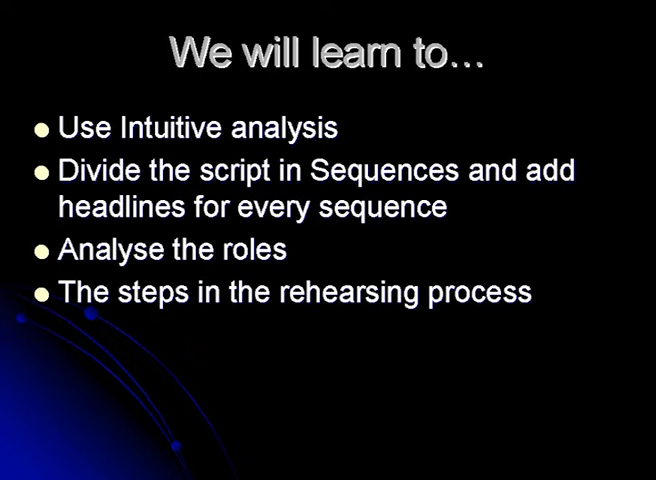 We will learn to...
Use Intuitive analysis
Divide the script in Sequences and add
headlines for every sequence
Analyse the roles
The steps in the rehearsing process